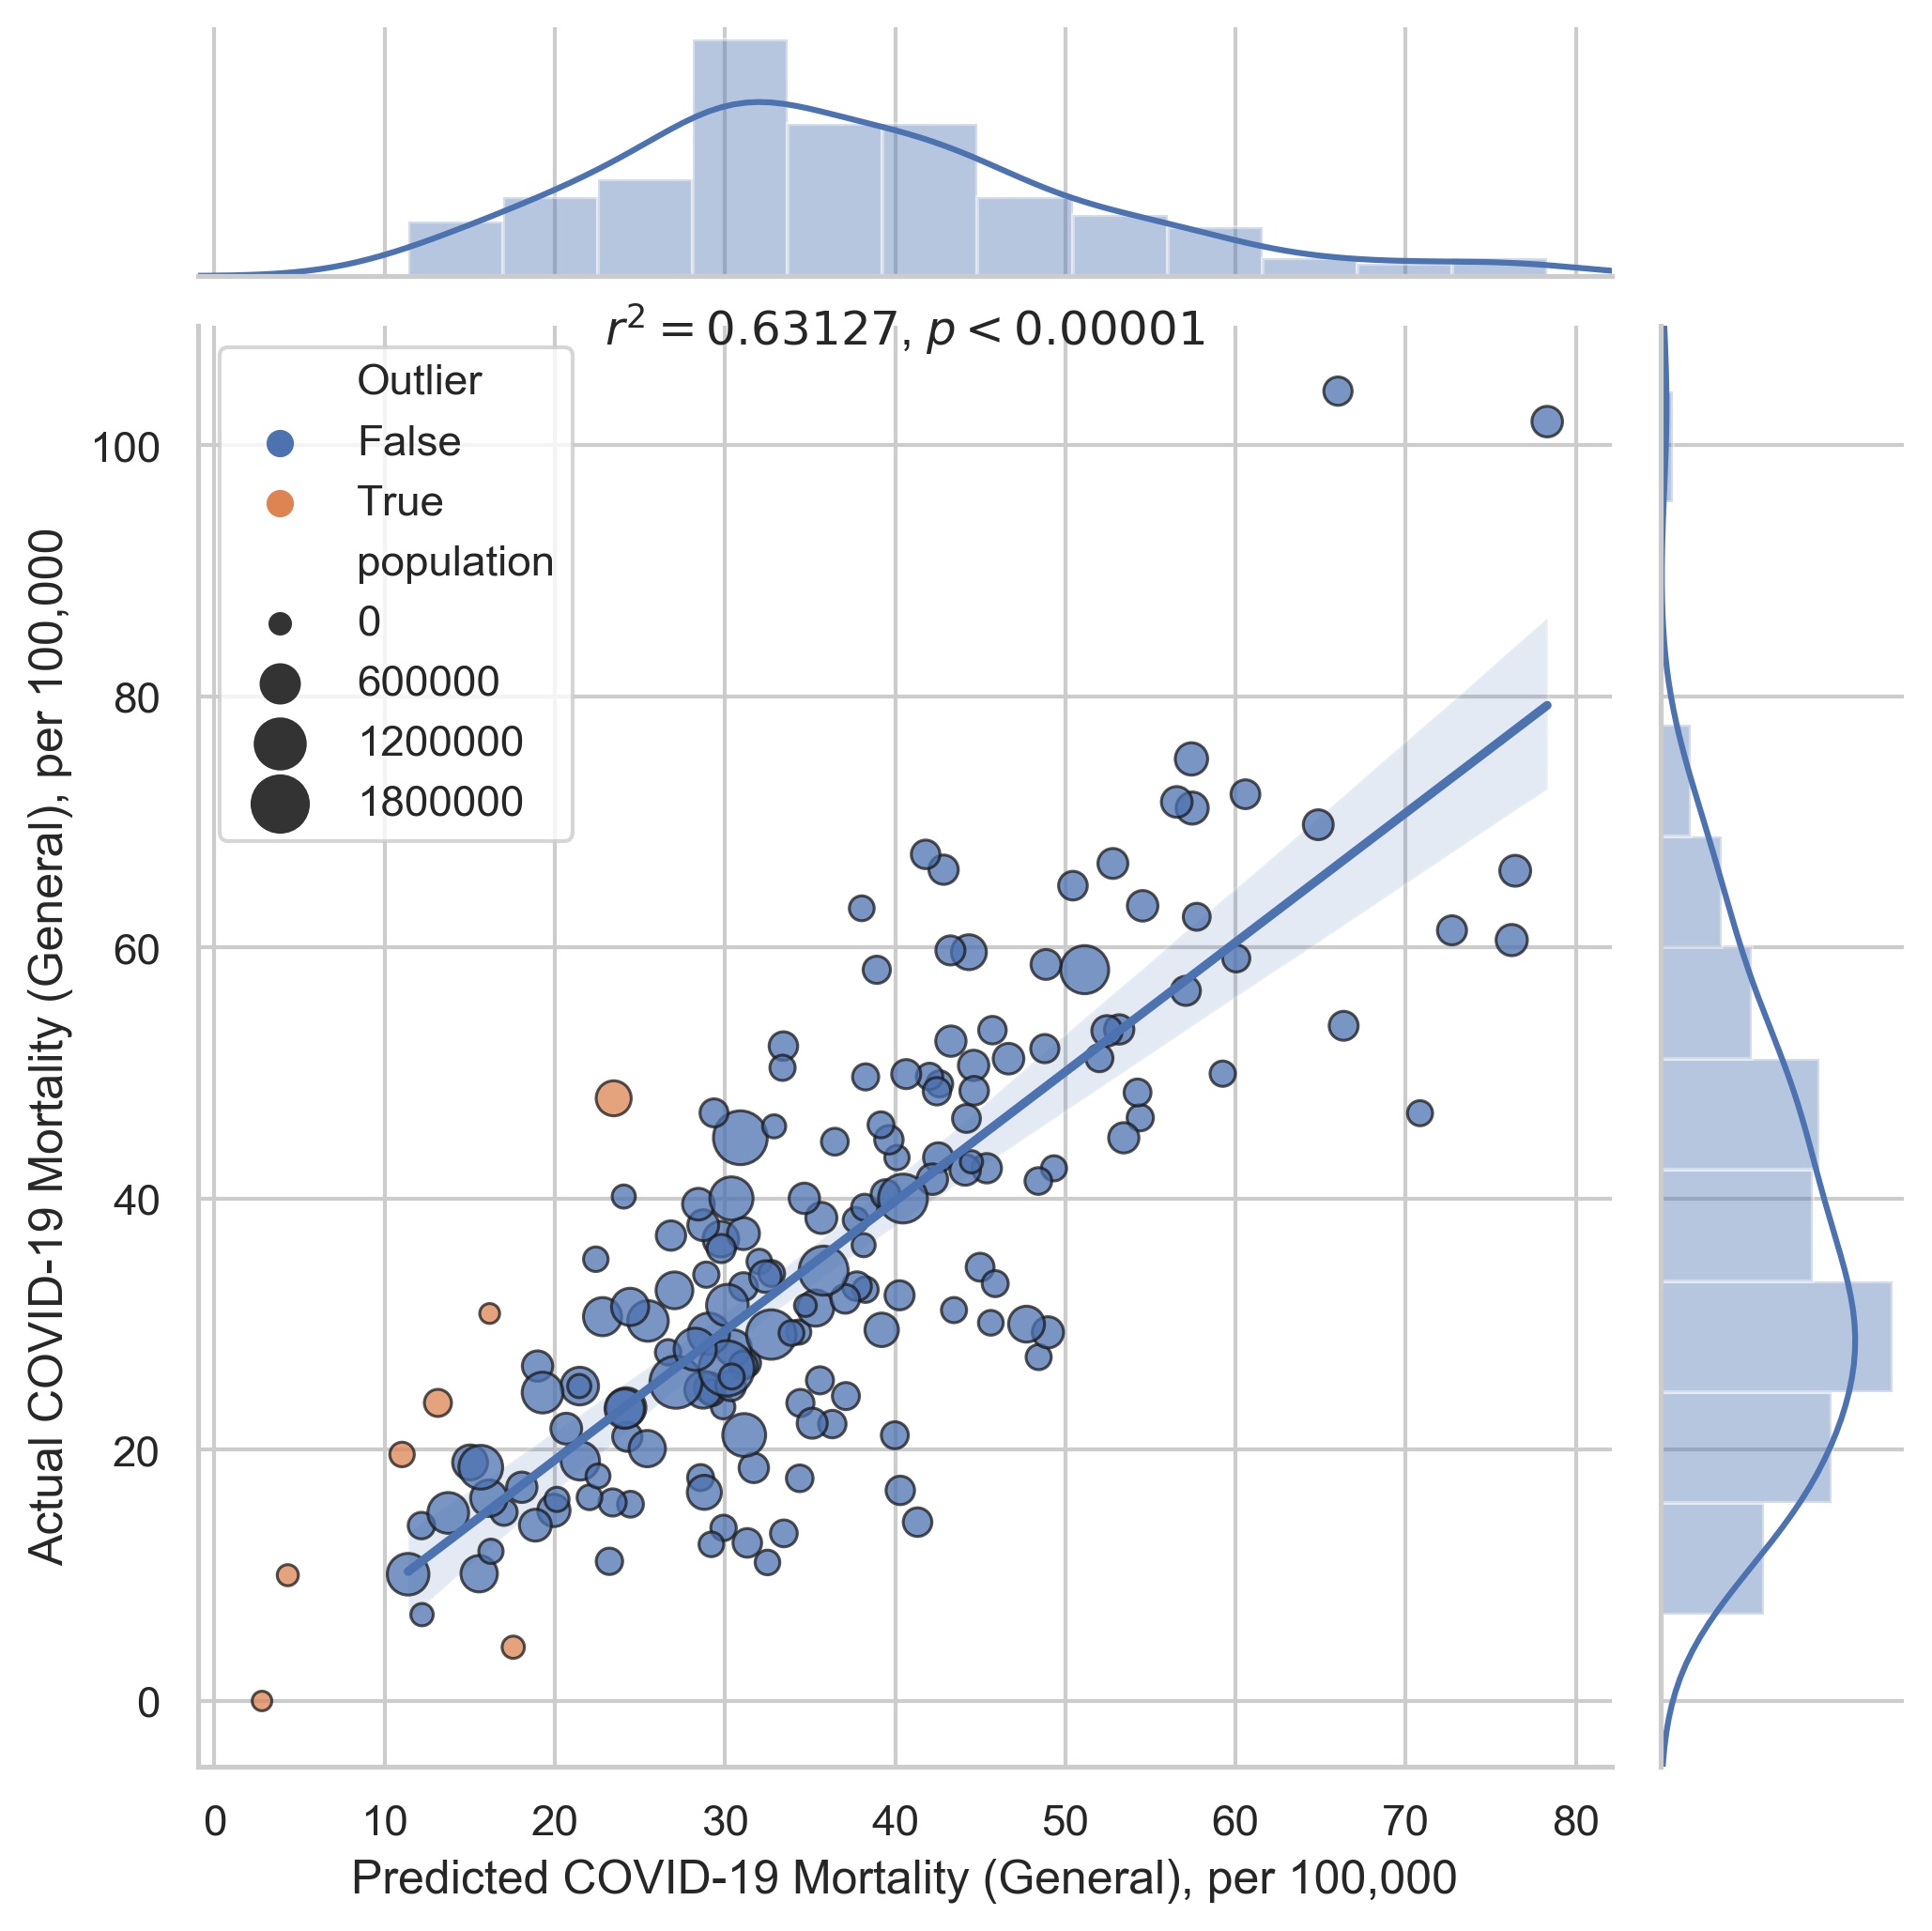 r² = 0.63127, p < 0.00001
Outlier
False
True
population
0
600000
1200000
1800000
Actual COVID-19 Mortality (General), per 100,000
100
80
60
40
20
0
0 10 20 30 40 50 60 70 80
Predicted COVID-19 Mortality (General), per 100,000